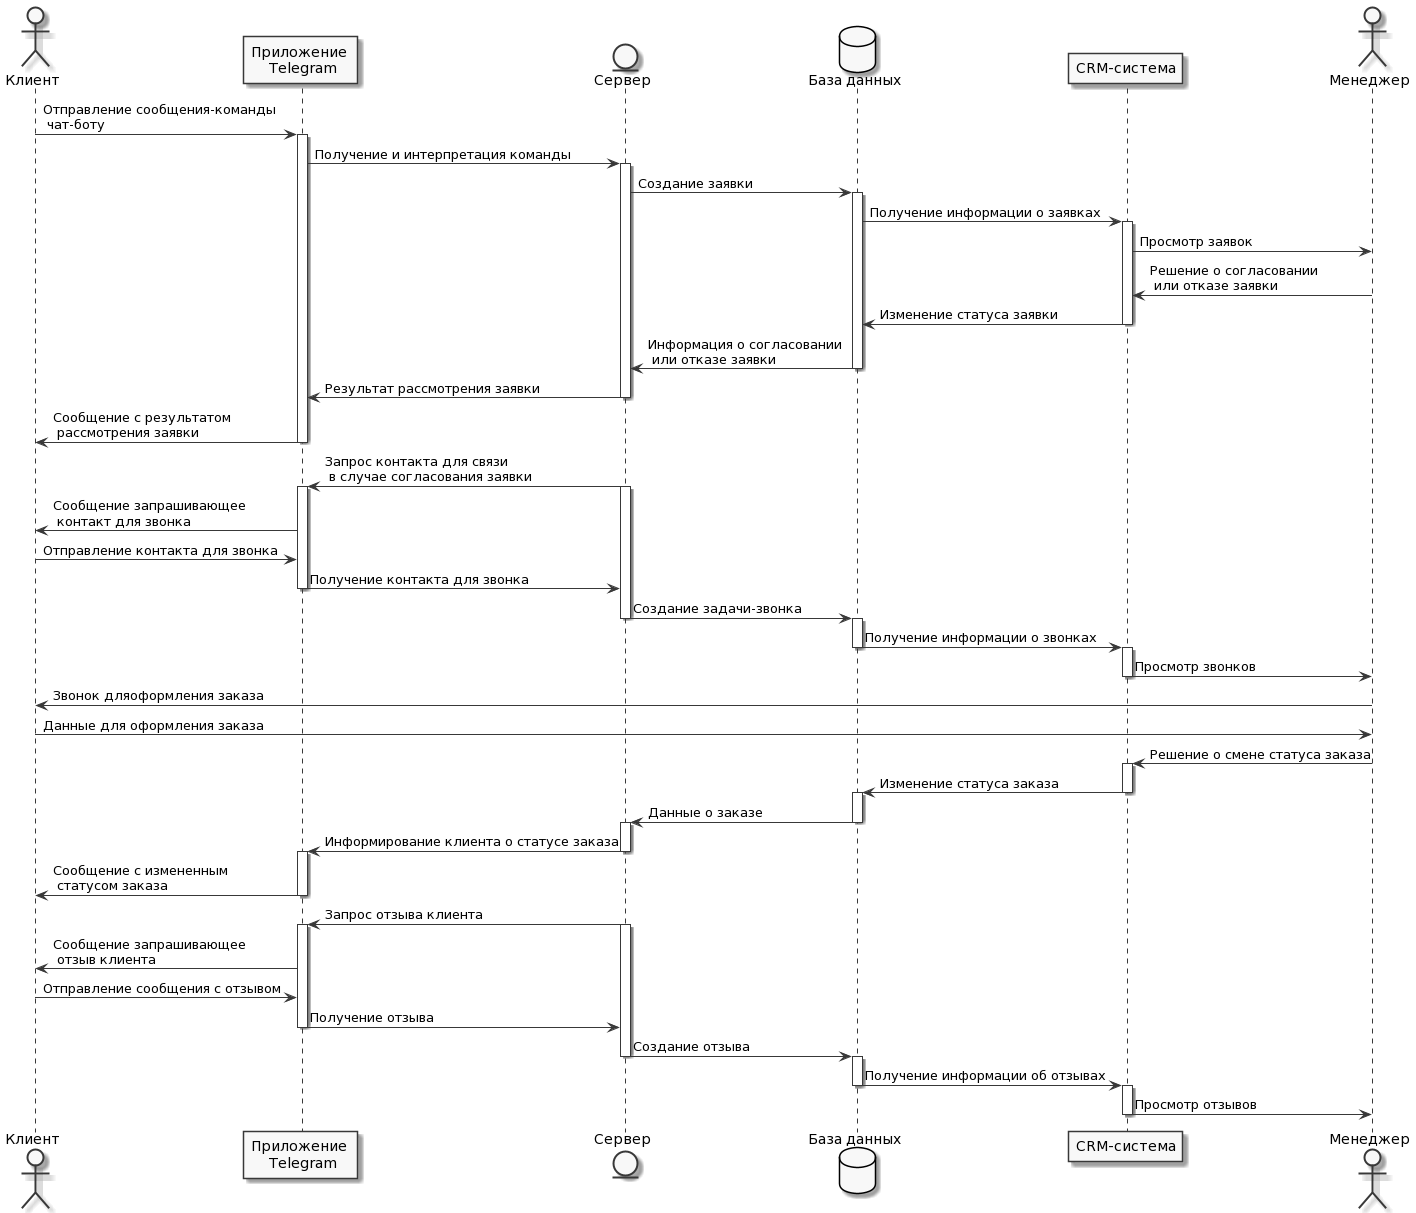 Клиент
Приложение
Telegram
Сервер
База данных
CRM-система
Менеджер
Отправление сообщения-команды
чат-боту
Получение и интерпретация команды
Создание заявки
Получение информации о заявках
Просмотр заявок
Решение о согласовании
или отказе заявки
Изменение статуса заявки
Информация о согласовании
или отказе заявки
Результат рассмотрения заявки
Сообщение с результатом
рассмотрения заявки
Запрос контакта для связи
в случае согласования заявки
Сообщение запрашивающее
контакт для звонка
Отправление контакта для звонка
Получение контакта для звонка
Создание задачи-звонка
Получение информации о звонках
Просмотр звонков
Звонок дляоформления заказа
Данные для оформления заказа
Решение о смене статуса заказа
Изменение статуса заказа
Данные о заказе
Информирование клиента о статусе заказа
Сообщение с измененным
статусом заказа
Запрос отзыва клиента
Сообщение запрашивающее
отзыв клиента
Отправление сообщения с отзывом
Получение отзыва
Создание отзыва
Получение информации об отзывах
Просмотр отзывов
Клиент
Приложение
Telegram
Сервер
База данных
CRM-система
Менеджер